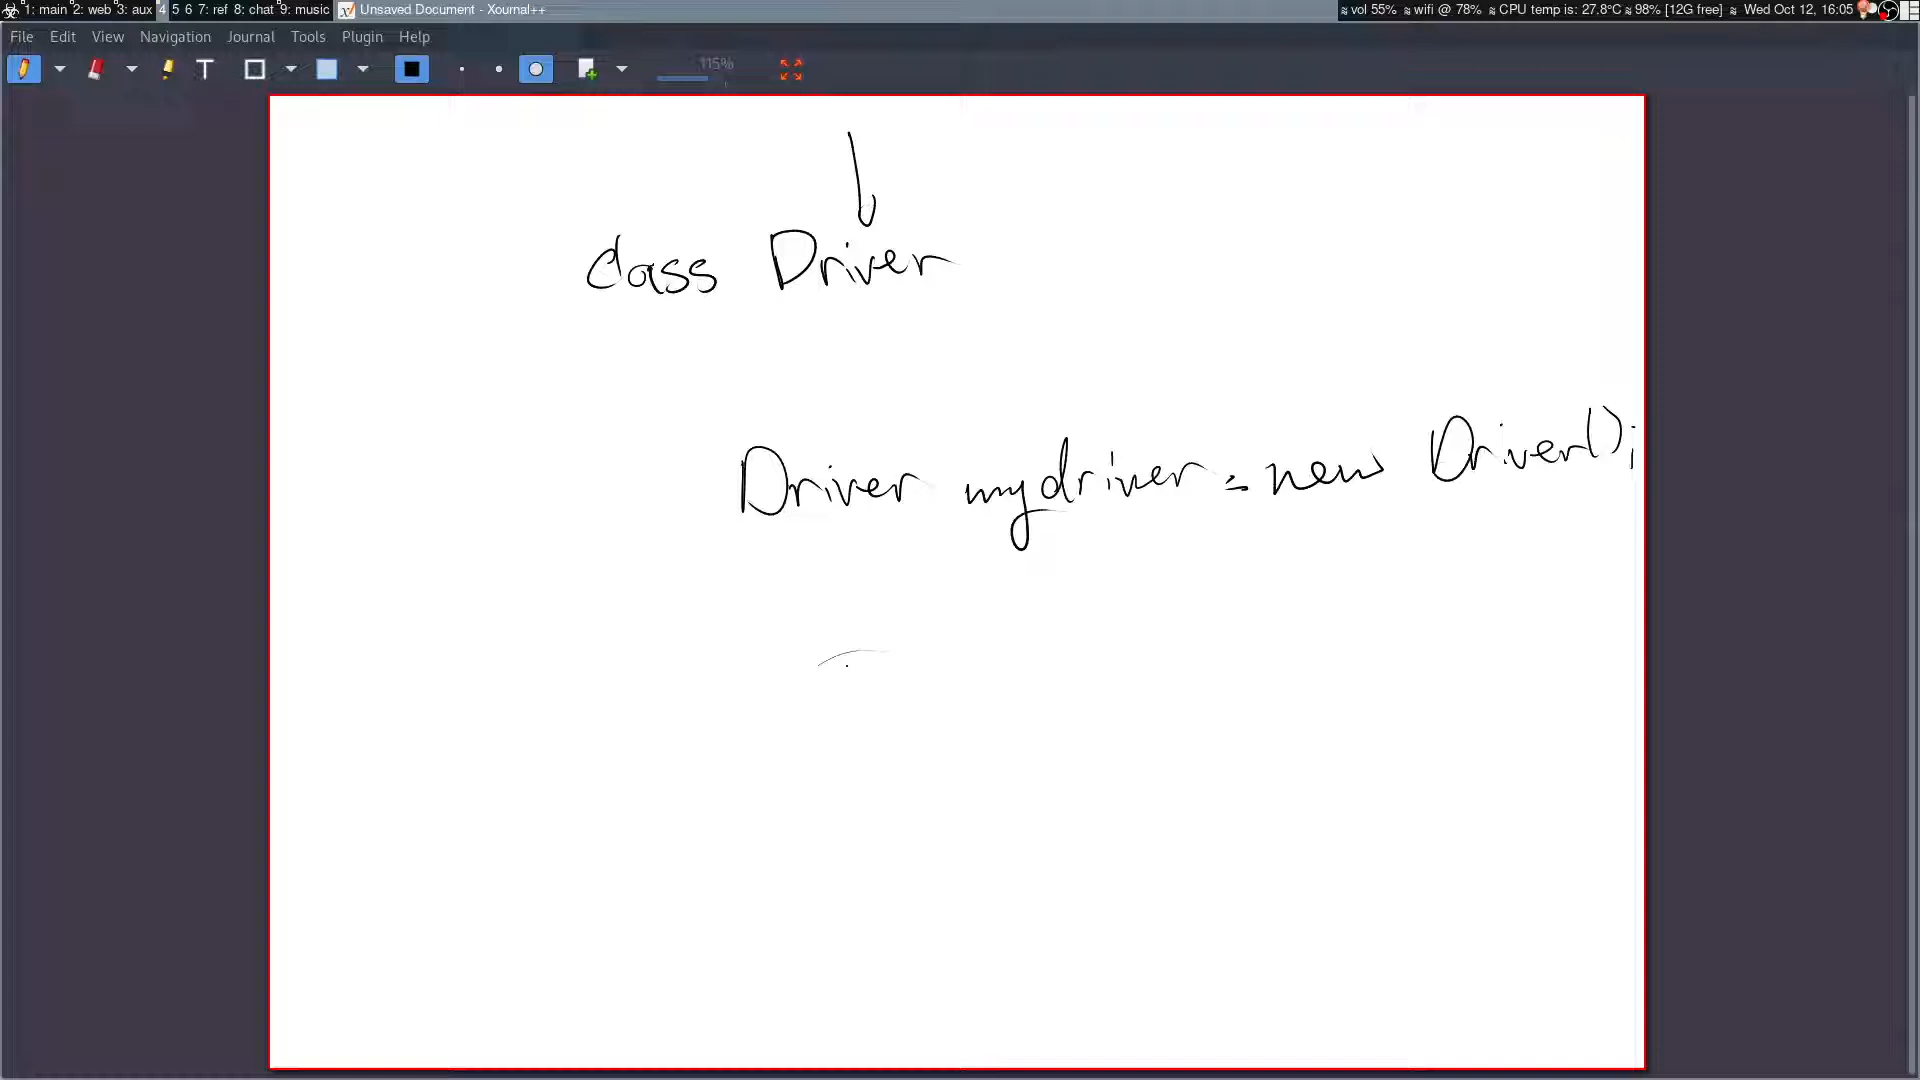 1: main 2: web 3: aux 4 5 6 7: ref 8: chat 9: music Unsaved Document - Xournal++ vol 55% wifi @ 78% CPU temp is: 27,8°C 98% [12G free] Wed Oct 12, 16:05
File Edit View Navigation Journal Tools Plugin Help
T 115%
class Driver
Driver mydriver = new Driver();